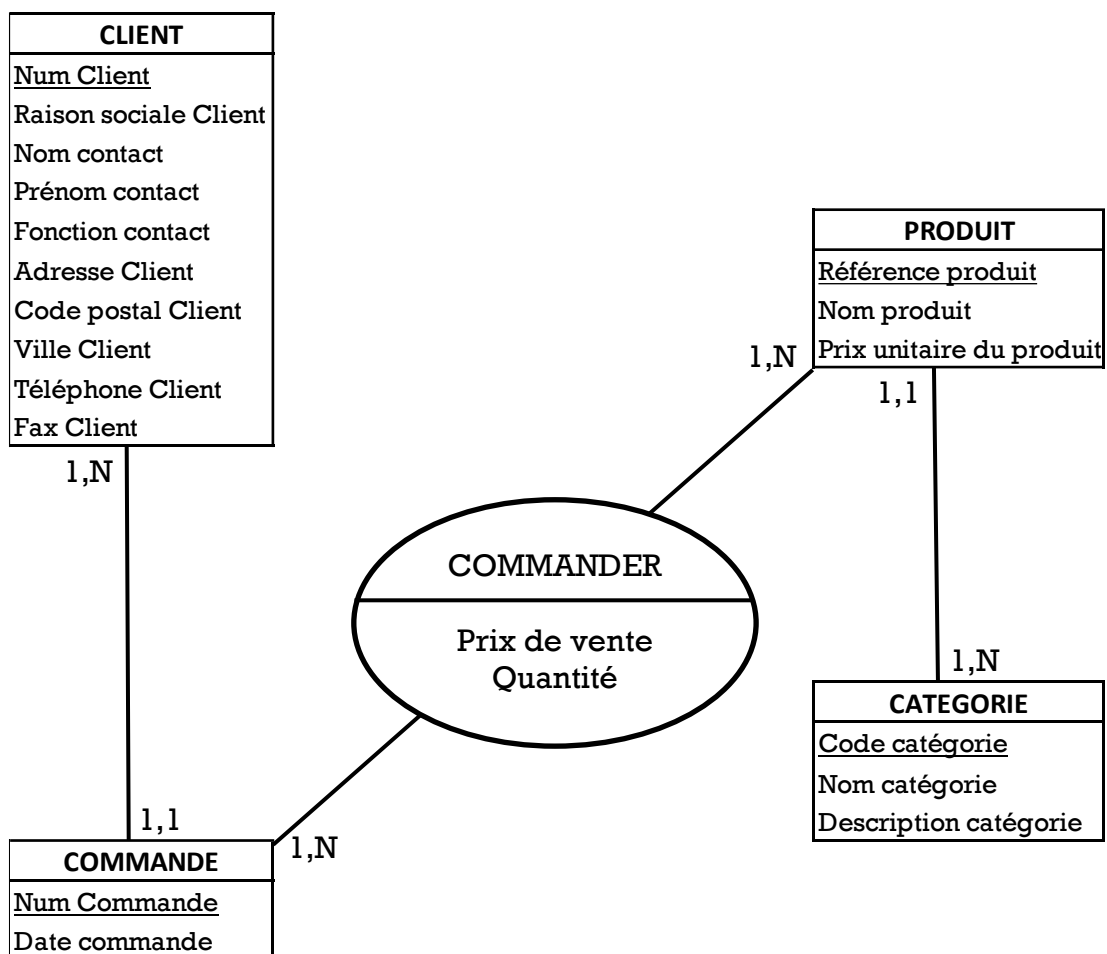 CLIENT
Num Client
Raison sociale Client
Nom contact
Prénom contact
Fonction contact
Adresse Client
Code postal Client
Ville Client
Téléphone Client
Fax Client
1,N
PRODUIT
Référence produit
Nom produit
Prix unitaire du produit
1,N
1,1
COMMANDER
Prix de vente
Quantité
1,N
CATEGORIE
Code catégorie
Nom catégorie
Description catégorie
1,1
1,N
COMMANDE
Num Commande
Date commande